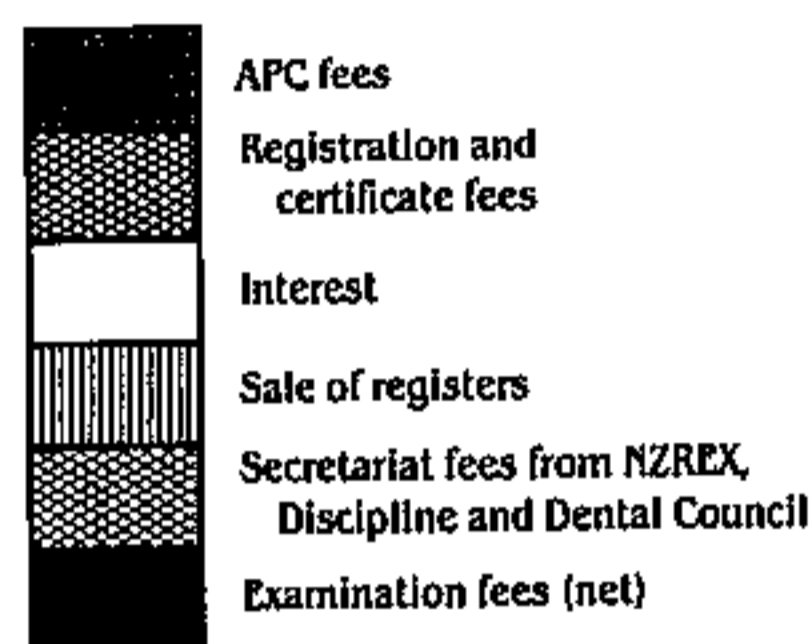 APC fees
Registration and
certificate fees
Interest
Sale of registers
Secretariat fees from NZREX,
Discipline and Dental Council
Examination fees (net)